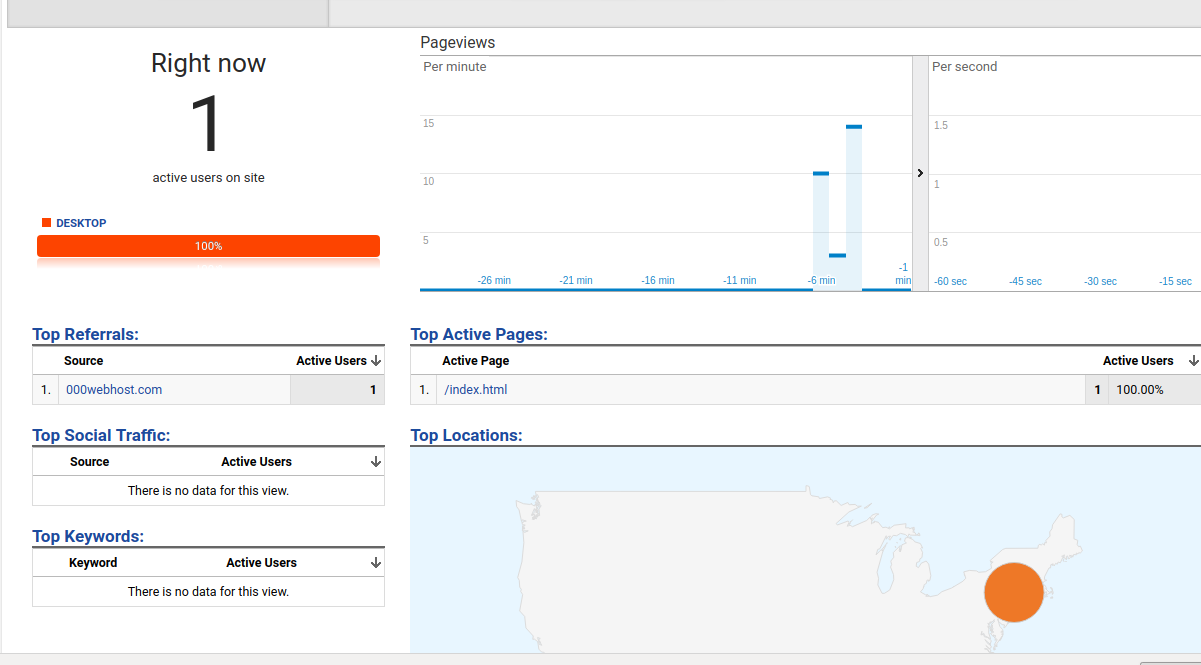 Right now
1
active users on site
DESKTOP
100%
Pageviews
Per minute
15
10
5
-26 min
-21 min
-16 min
-11 min
-6 min
-1
min
Per second
1.5
1
0.5
-60 sec
-45 sec
-30 sec
-15 sec
Top Referrals:
Source Active Users
1. 000webhost.com 1
Top Active Pages:
Active Page Active Users
1. /index.html 1 100.00%
Top Social Traffic:
Source Active Users
There is no data for this view.
Top Keywords:
Keyword Active Users
There is no data for this view.
Top Locations: